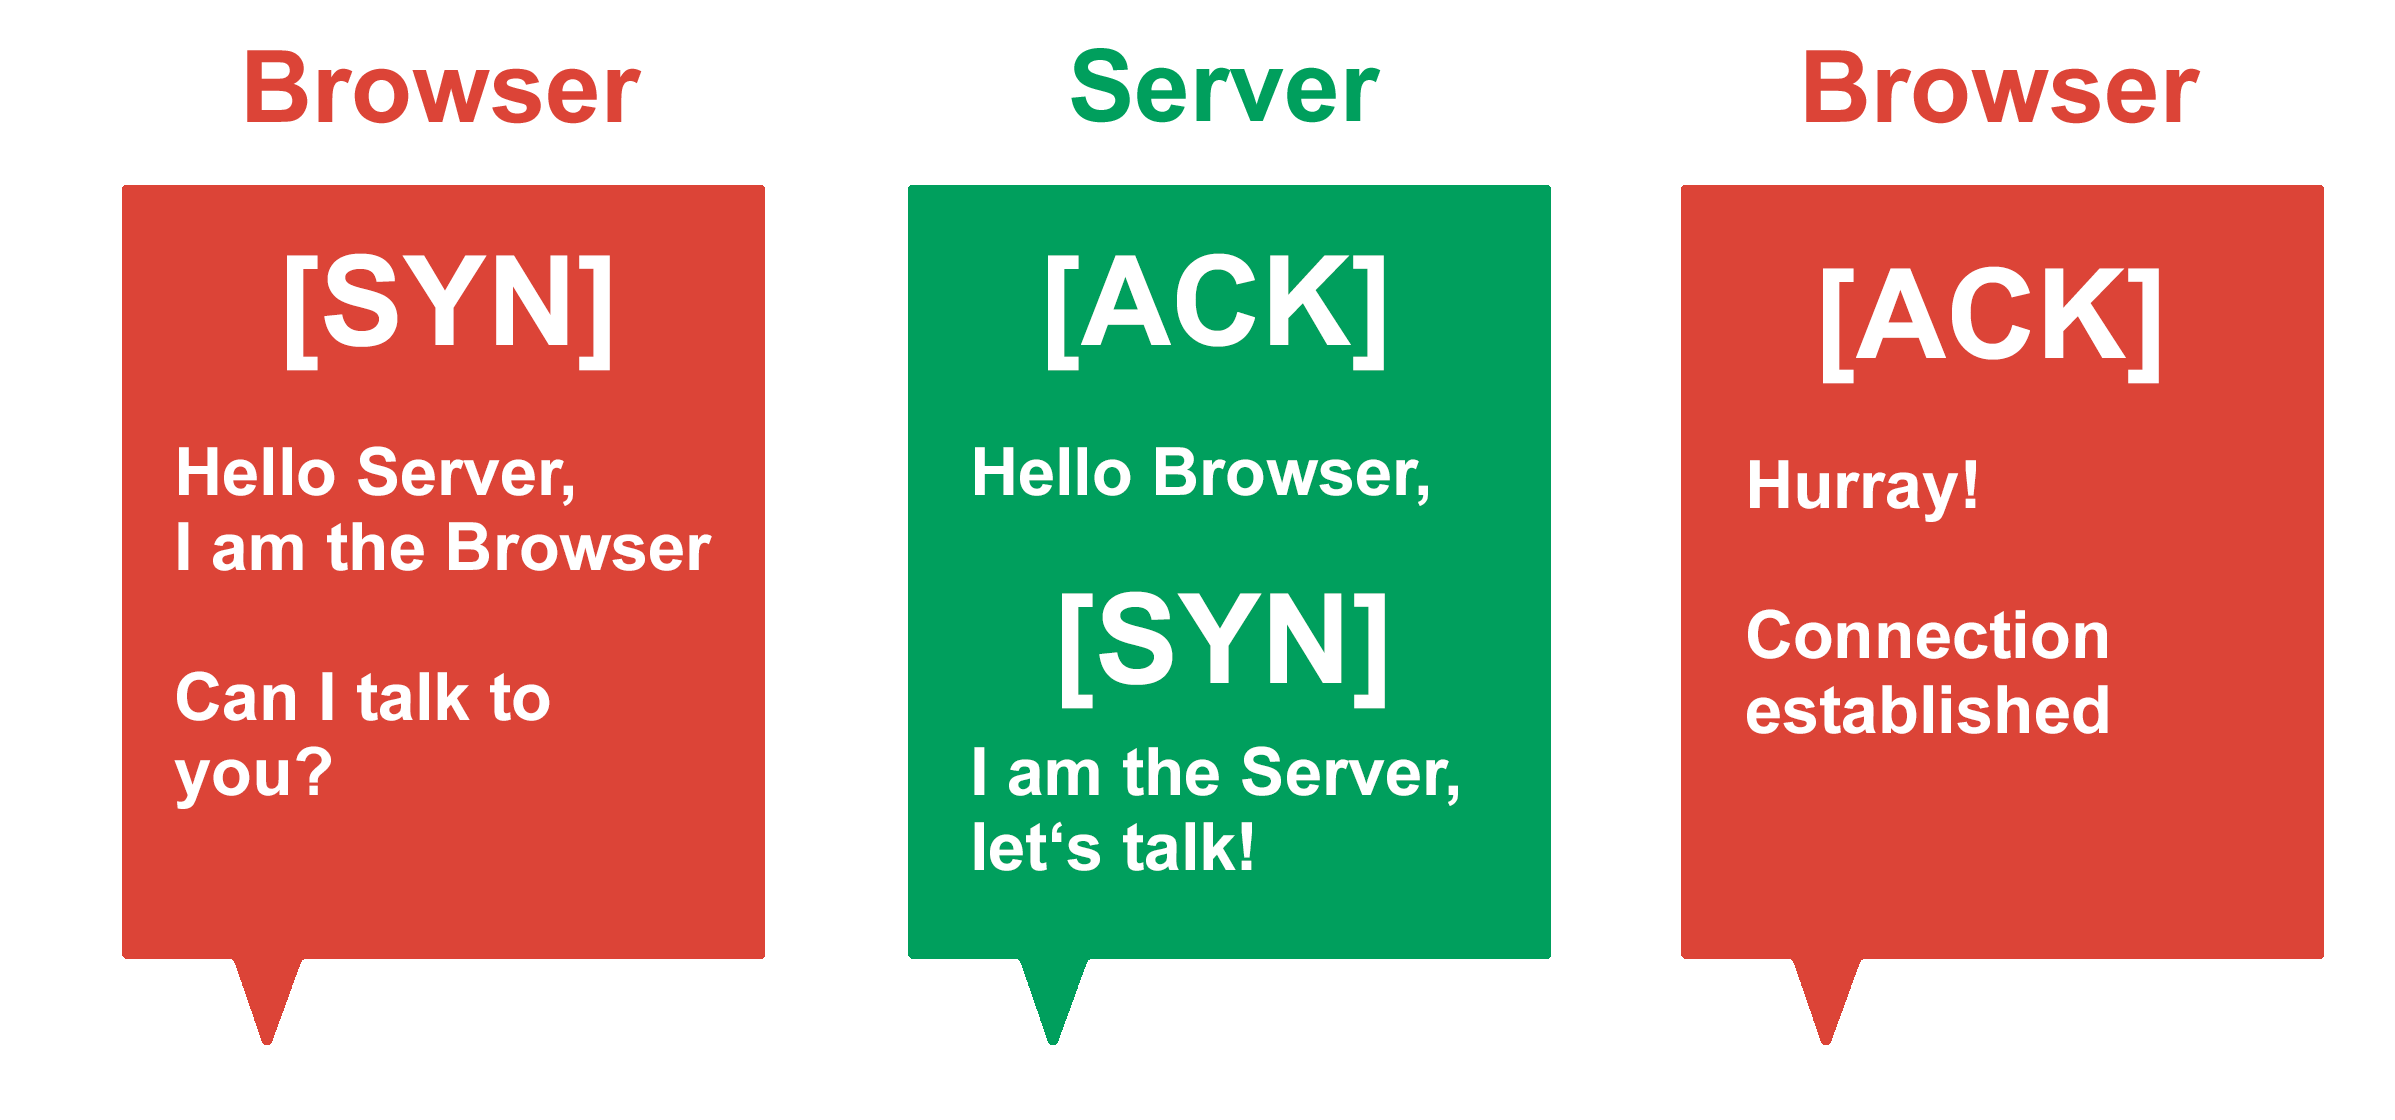 Browser
[SYN]
Hello Server,
I am the Browser
Can I talk to
you?
Server
[ACK]
Hello Browser,
[SYN]
I am the Server,
let‘s talk!
Browser
[ACK]
Hurray!
Connection
established